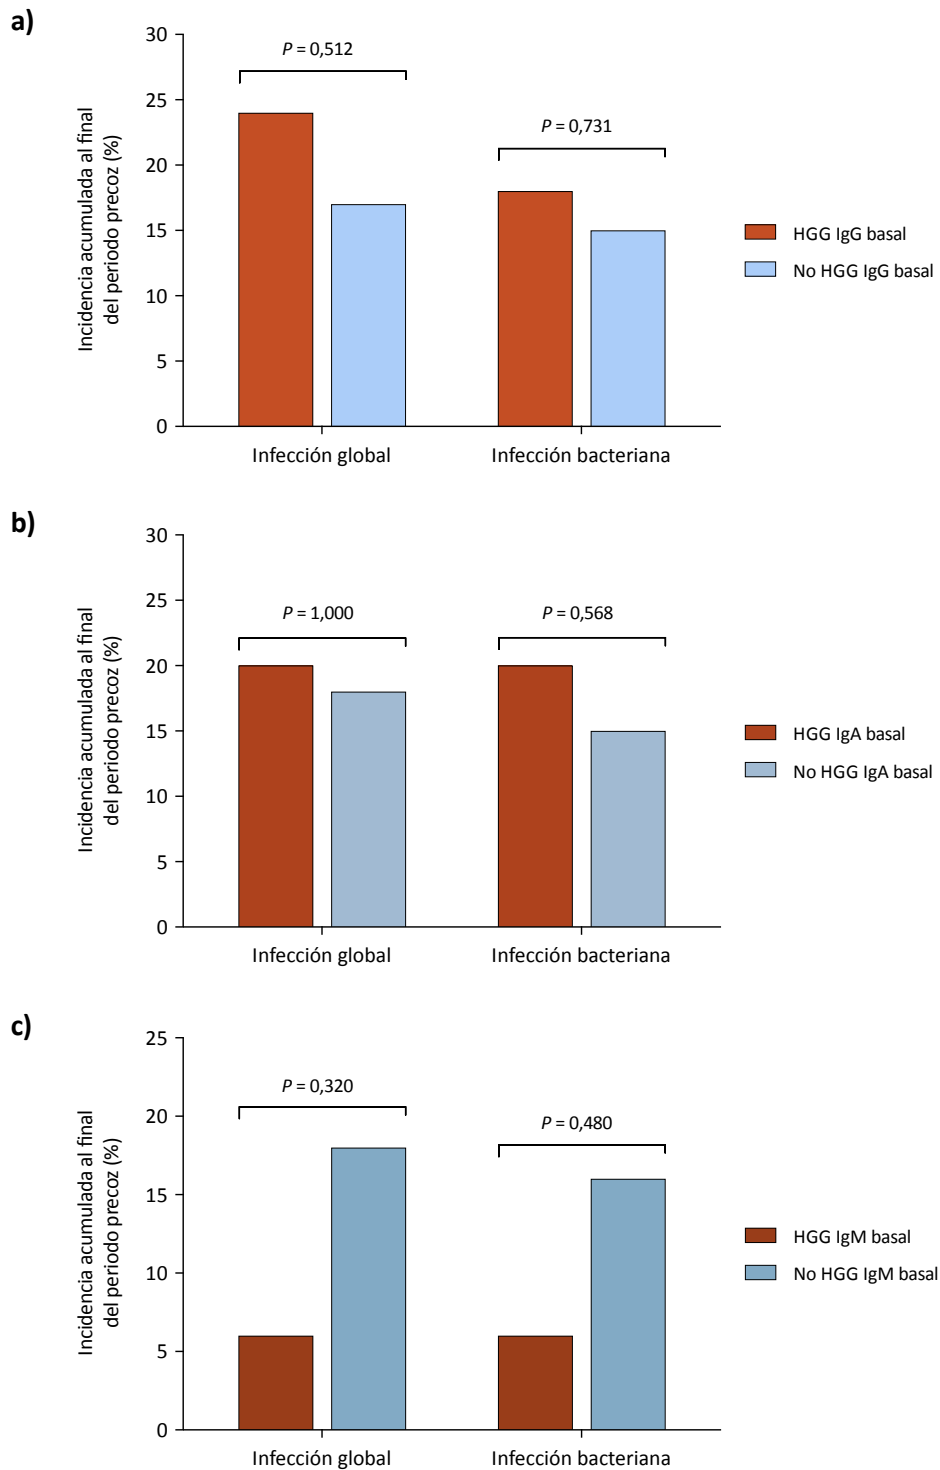 a)
Incidencia acumulada al final
del periodo precoz (%)
30
25
20
15
10
5
0
P = 0,512
P = 0,731
Infección global
Infección bacteriana
HGG IgG basal
No HGG IgG basal
b)
Incidencia acumulada al final
del periodo precoz (%)
30
25
20
15
10
5
0
P = 1,000
P = 0,568
Infección global
Infección bacteriana
HGG IgA basal
No HGG IgA basal
c)
Incidencia acumulada al final
del periodo precoz (%)
25
20
15
10
5
0
P = 0,320
P = 0,480
Infección global
Infección bacteriana
HGG IgM basal
No HGG IgM basal